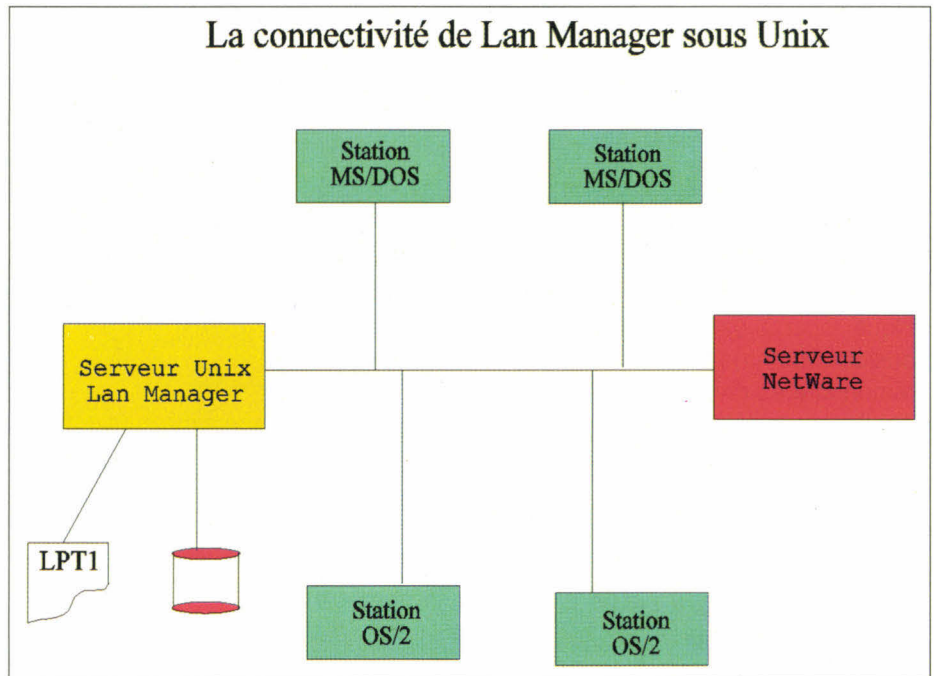 La connectivité de Lan Manager sous Unix
Station
MS/DOS
Station
MS/DOS
Serveur Unix
Lan Manager
Serveur
NetWare
LPT1
Station
OS/2
Station
OS/2